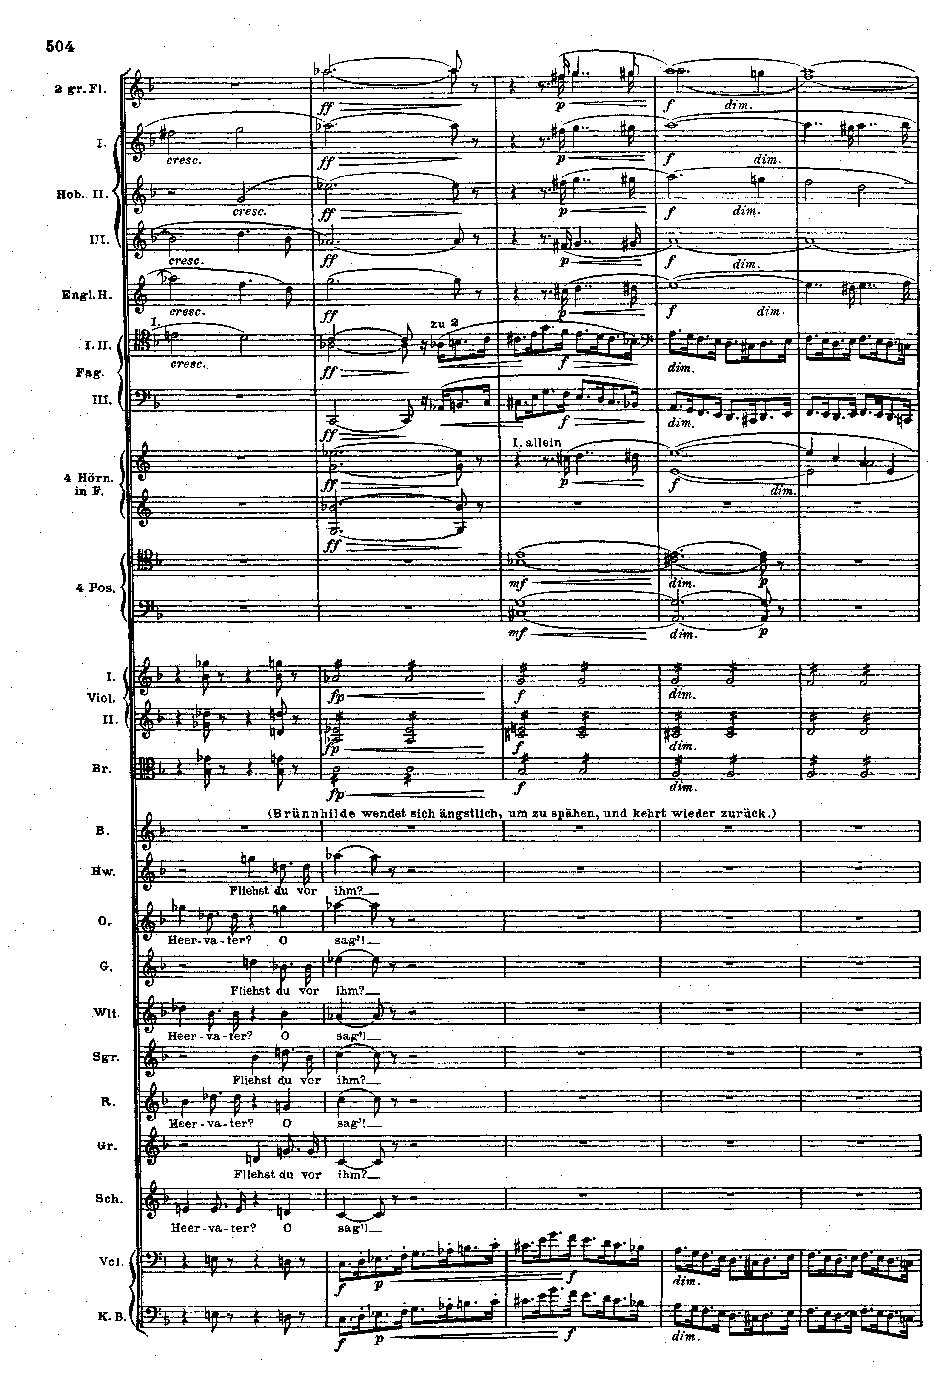 504
2 gr. Fl.
ff p f dim.
I.
cresc. ff p f dim.
Hob. II.
cresc. ff p f dim.
III.
cresc. ff p f dim.
Engl. H.
cresc. ff p f dim.
I. zu 2
I. II.
cresc. ff f dim.
Fag.
III.
ff f dim.
I. allein
4 Hörn.
in F.
ff p f dim.
ff
4 Pos.
mf dim. p
mf dim. p
I.
fp f dim.
Viol.
II.
fp f dim.
Br.
fp f dim.
(Brünnhilde wendet sich ängstlich, um zu spähen, und kehrt wieder zurück.)
B.
Hw.
Fliehst du vor ihm?
O.
Heer-va-ter? O sag'!
G.
Fliehst du vor ihm?
Wlt.
Heer-va-ter? O sag'!
Sgr.
Fliehst du vor ihm?
R.
Heer-va-ter? O sag'!
Gr.
Fliehst du vor ihm?
Sch.
Heer-va-ter? O sag'!
Vcl.
f p f dim.
K. B.
f p f dim.